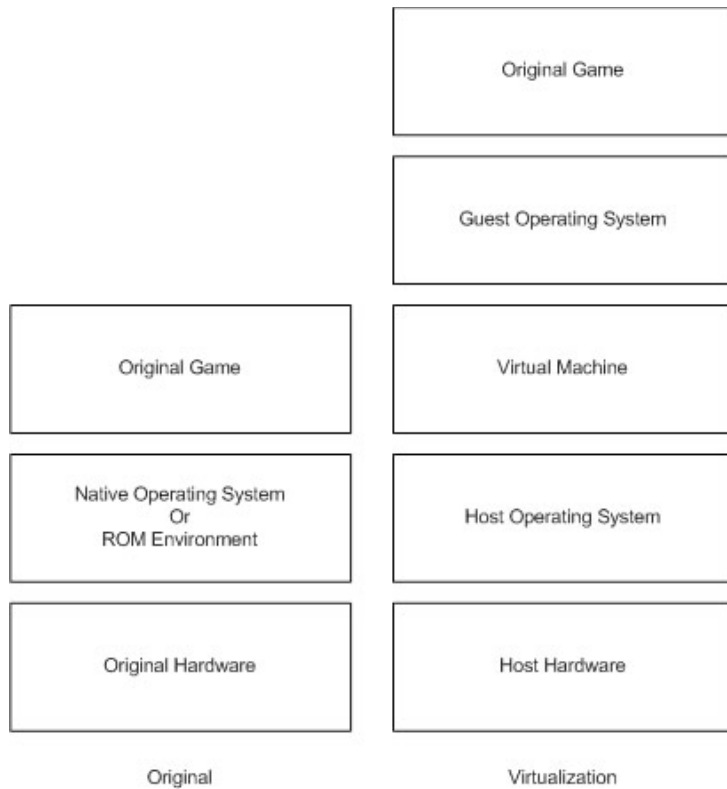 Original Game
Guest Operating System
Original Game
Virtual Machine
Native Operating System
Or
ROM Environment
Host Operating System
Original Hardware
Host Hardware
Original
Virtualization